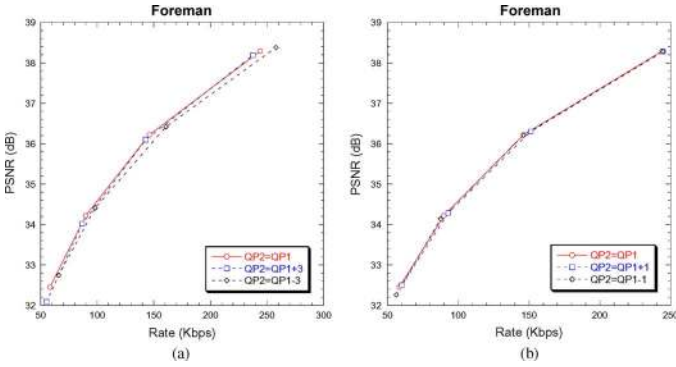 Foreman
39
38
37
36
35
34
33
32
PSNR (dB)
QP2=QP1
QP2=QP1+3
QP2=QP1-3
50
100
150
200
250
300
Rate (Kbps)
(a)
Foreman
39
38
37
36
35
34
33
32
PSNR (dB)
QP2=QP1
QP2=QP1+1
QP2=QP1-1
50
100
150
200
250
Rate (Kbps)
(b)